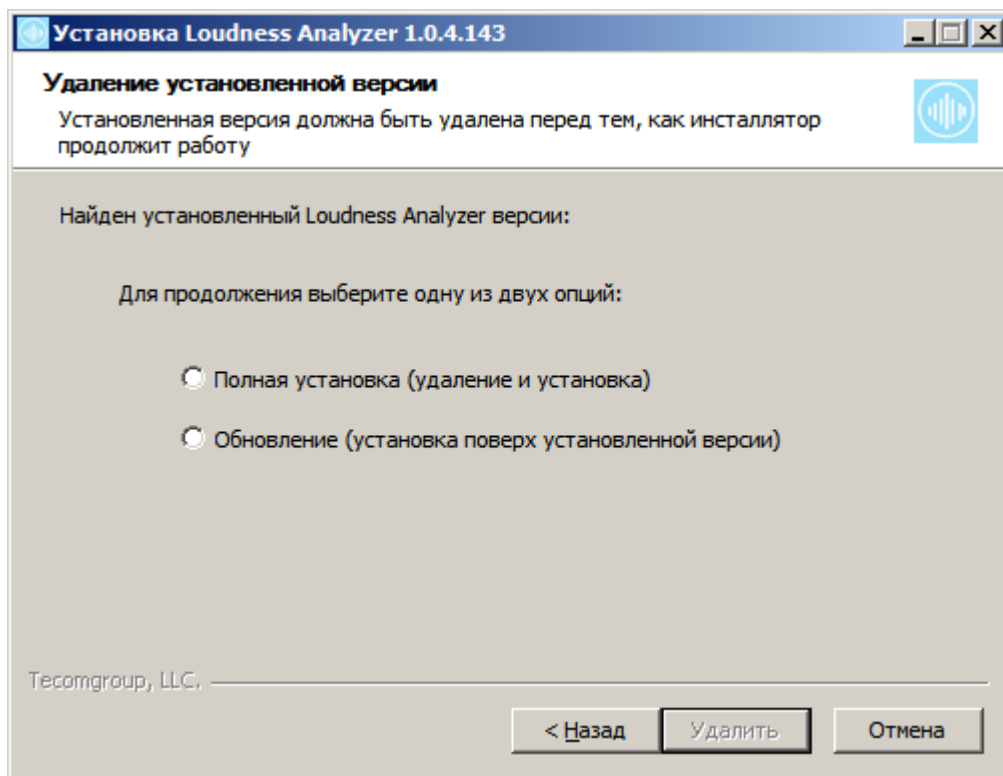 Установка Loudness Analyzer 1.0.4.143
Удаление установленной версии
Установленная версия должна быть удалена перед тем, как инсталлятор
продолжит работу
Найден установленный Loudness Analyzer версии:
Для продолжения выберите одну из двух опций:
Полная установка (удаление и установка)
Обновление (установка поверх установленной версии)
Tecomgroup, LLC.
< Назад Удалить Отмена